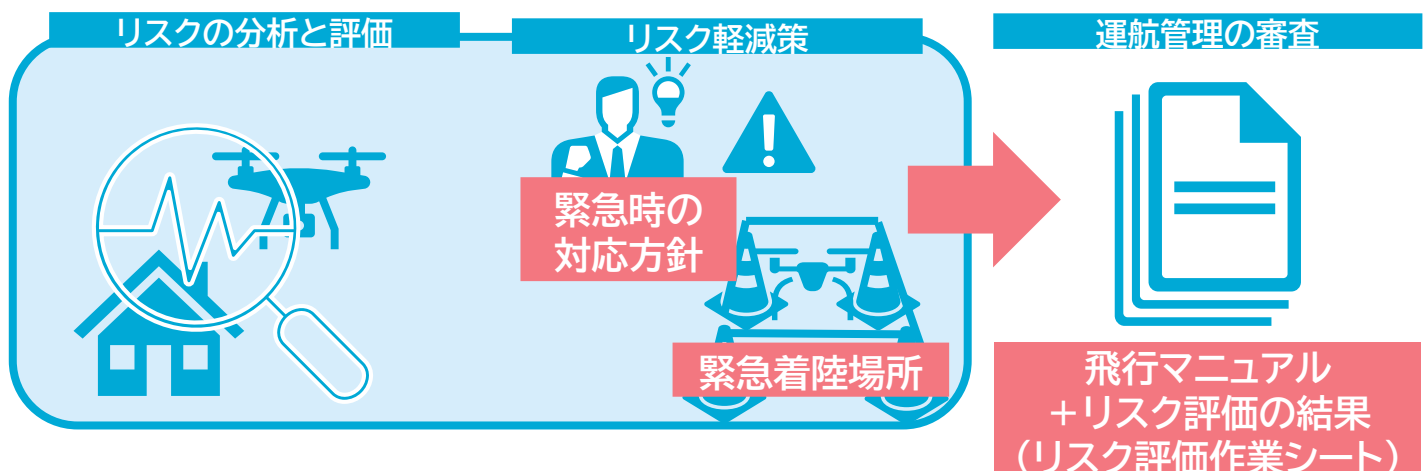 リスクの分析と評価
リスク軽減策
緊急時の
対応方針
緊急着陸場所
運航管理の審査
飛行マニュアル
＋リスク評価の結果
（リスク評価作業シート）